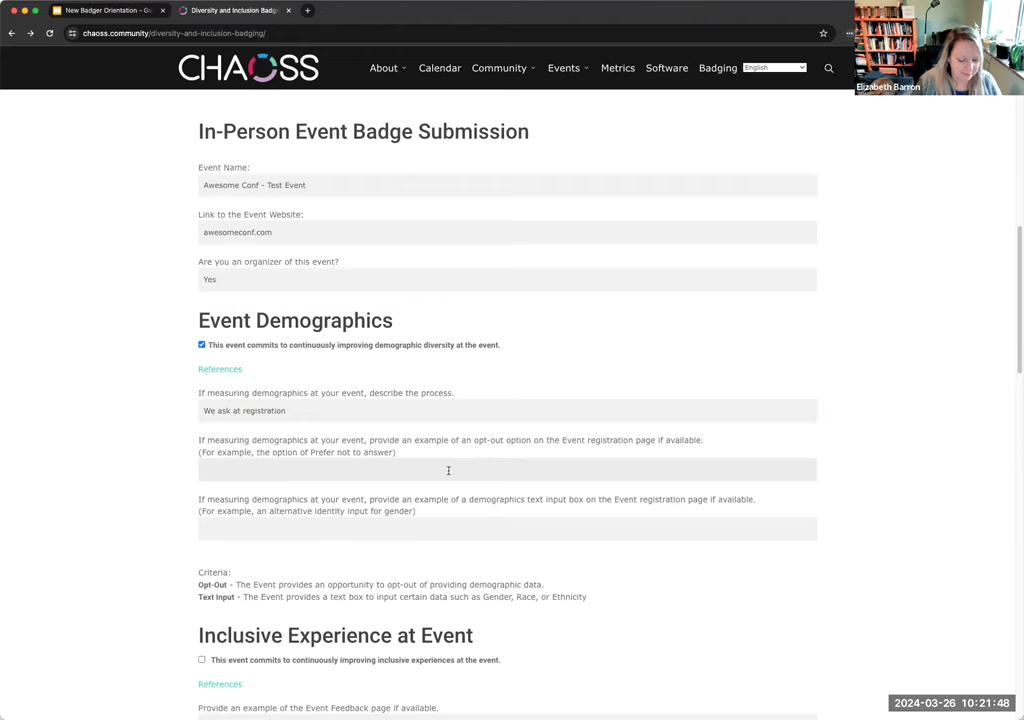 New Badger Orientation - Go
Diversity and Inclusion Badg
chaoss.community/diversity-and-inclusion-badging/
CHAOSS
About
Calendar
Community
Events
Metrics
Software
Badging
English
Elizabeth Barron
In-Person Event Badge Submission
Event Name:
Awesome Conf - Test Event
Link to the Event Website:
awesomeconf.com
Are you an organizer of this event?
Yes
Event Demographics
This event commits to continuously improving demographic diversity at the event.
References
If measuring demographics at your event, describe the process.
We ask at registration
If measuring demographics at your event, provide an example of an opt-out option on the Event registration page if available.
(For example, the option of Prefer not to answer)
If measuring demographics at your event, provide an example of a demographics text input box on the Event registration page if available.
(For example, an alternative identity input for gender)
Criteria:
Opt-Out - The Event provides an opportunity to opt-out of providing demographic data.
Text Input - The Event provides a text box to input certain data such as Gender, Race, or Ethnicity
Inclusive Experience at Event
This event commits to continuously improving inclusive experiences at the event.
References
Provide an example of the Event Feedback page if available.
2024-03-26 10:21:48